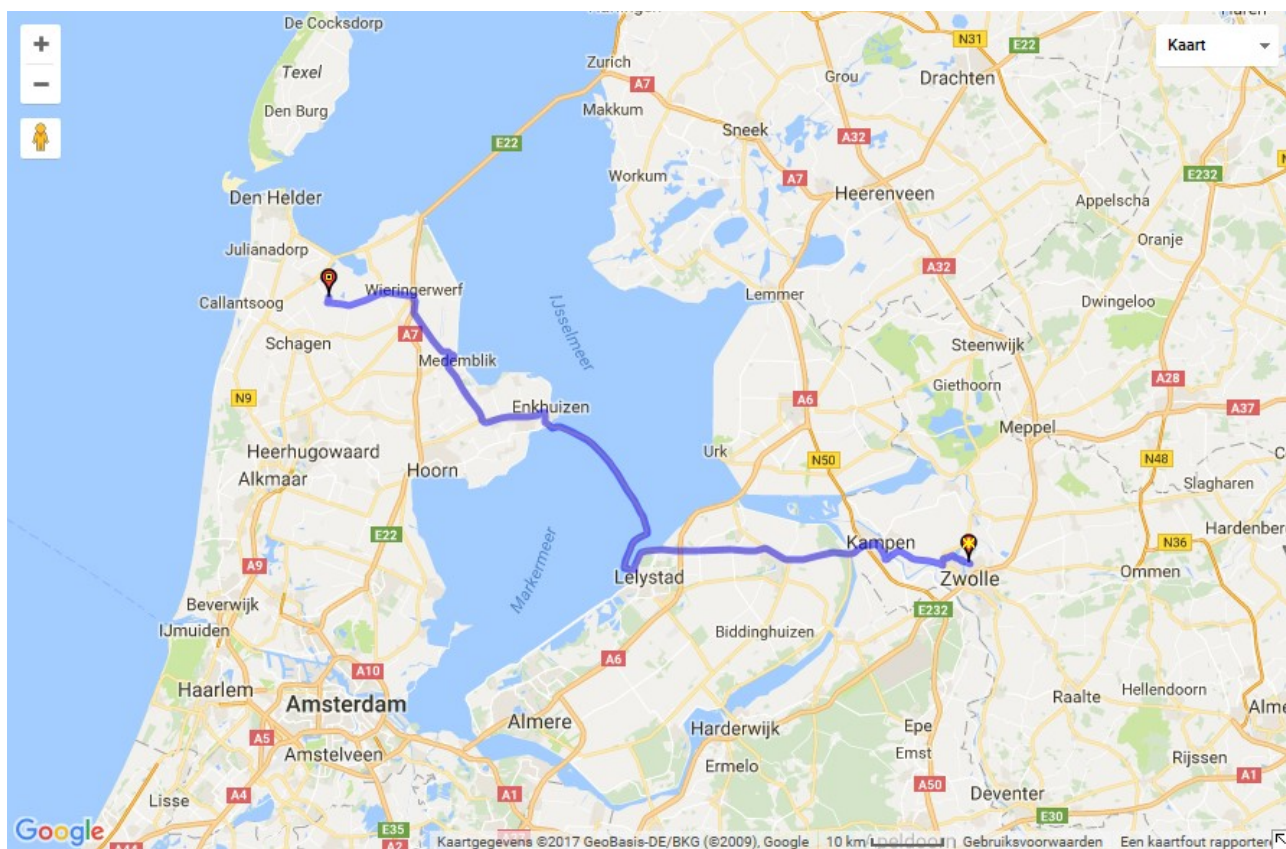 De Cocksdorp
N31
E22
Kaart
Texel
Zurich
Grou
Drachten
A7
Den Burg
Makkum
Sneek
E22
A32
Workum
A7
E232
Den Helder
Heerenveen
Appelscha
Julianadorp
Oranje
A32
Callantsoog
Wieringerwerf
Lemmer
Dwingeloo
IJsselmeer
Schagen
A7
Steenwijk
Medemblik
A28
N9
Enkhuizen
A6
Giethoorn
A37
Meppel
Heerhugowaard
Urk
N50
N48
Hoorn
Alkmaar
Slagharen
Hardenberg
E22
Kampen
N36
A9
Markermeer
Lelystad
Zwolle
Ommen
Beverwijk
E232
IJmuiden
Biddinghuizen
A6
A10
Haarlem
Raalte
Hellendoorn
Amsterdam
Almere
Harderwijk
Epe
A5
Amstelveen
Emst
Ermelo
Rijssen
A1
A4
A1
A50
Lisse
Deventer
E30
Google
E35
A2
Kaartgegevens ©2017 GeoBasis-DE/BKG (©2009), Google
10 km
Gebruiksvoorwaarden
Een kaartfout rapporteren